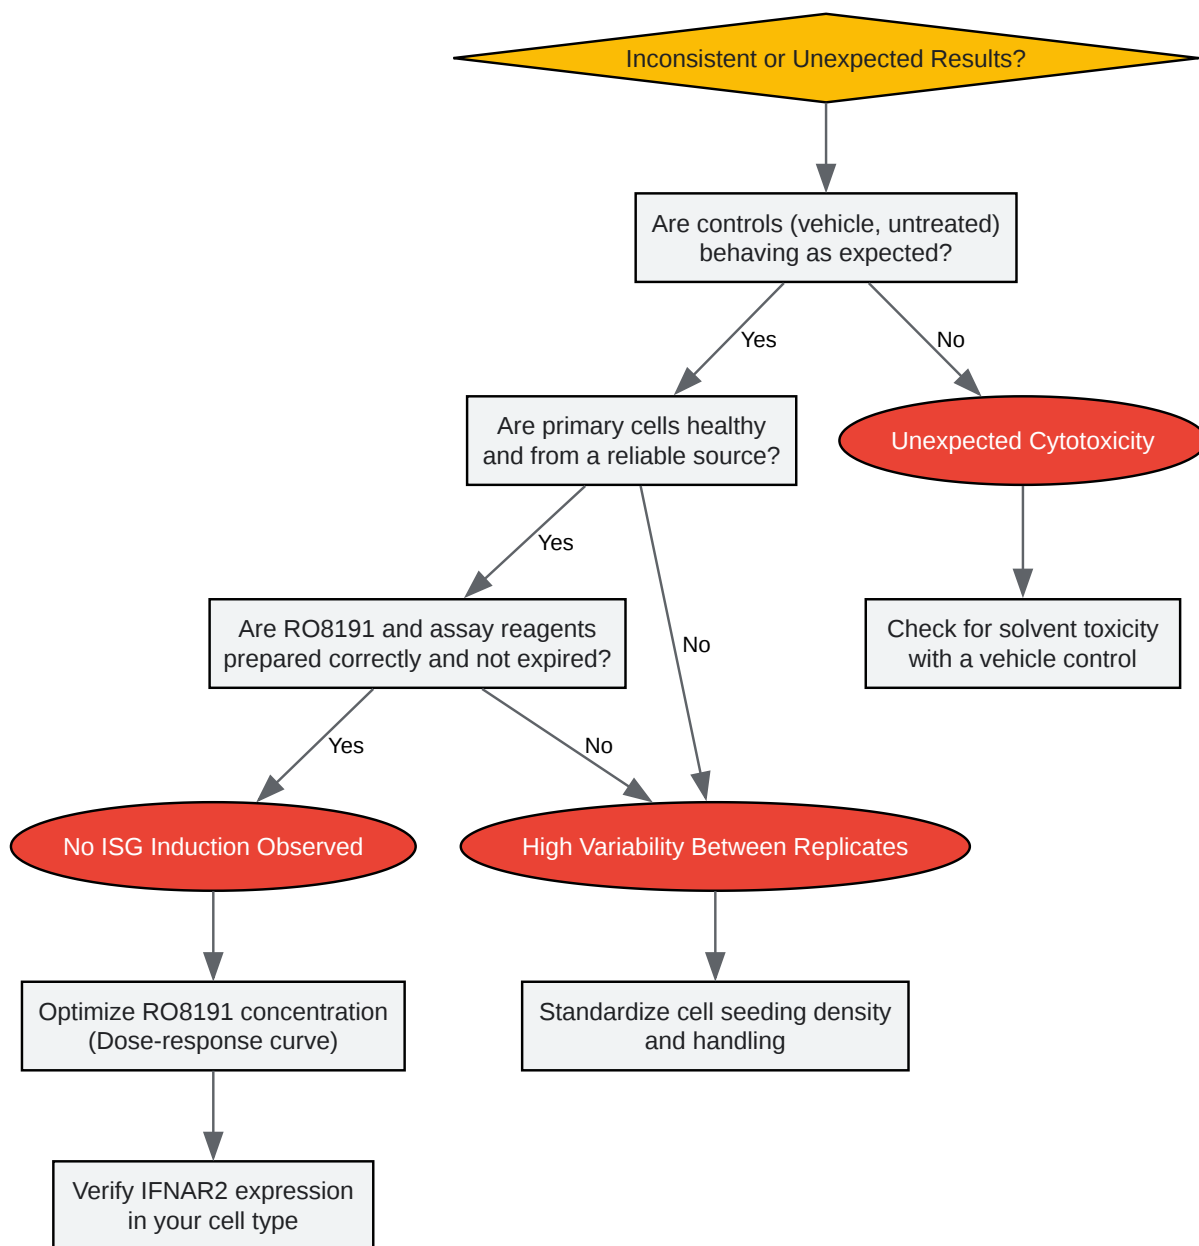 Inconsistent or Unexpected Results?
Are controls (vehicle, untreated)
behaving as expected?
Yes
No
Are primary cells healthy
and from a reliable source?
Unexpected Cytotoxicity
Yes
No
Are RO8191 and assay reagents
prepared correctly and not expired?
Check for solvent toxicity
with a vehicle control
Yes
No
No ISG Induction Observed
High Variability Between Replicates
Optimize RO8191 concentration
(Dose-response curve)
Standardize cell seeding density
and handling
Verify IFNAR2 expression
in your cell type